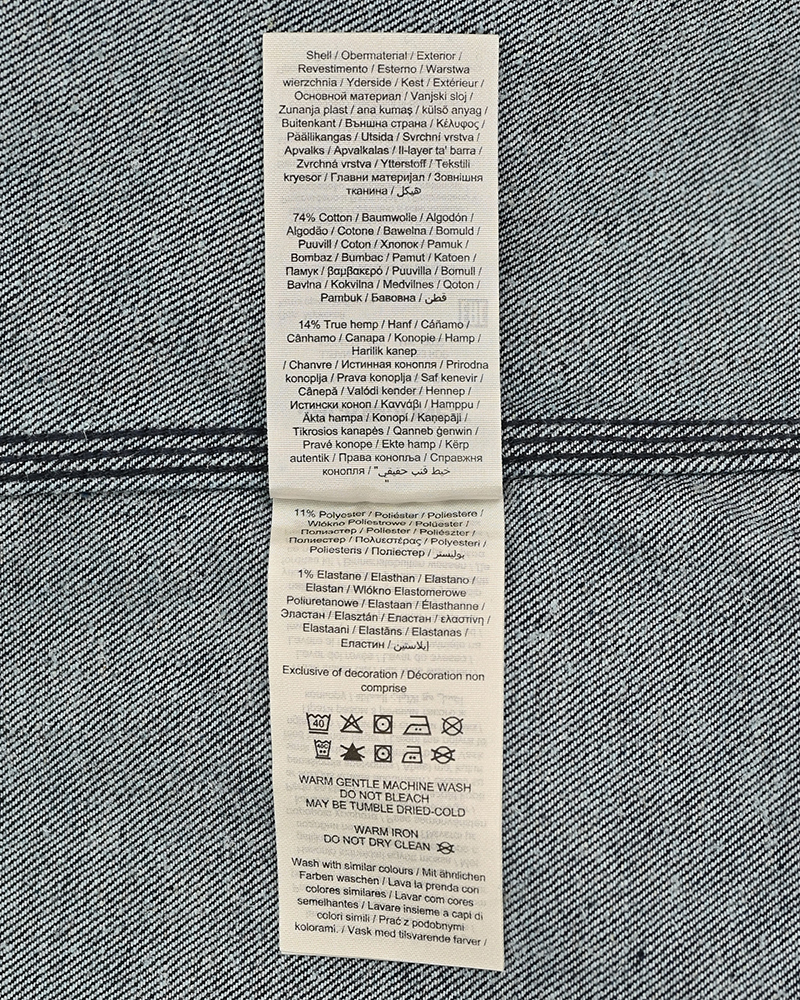 Shell / Obermaterial / Exterior /
Revestimento / Esterno / Warstwa
wierzchnia / Yderside / Kest / Extérieur /
Основной материал / Vanjski sloj /
Zunanja plast / ana kumaş / külső anyag /
Buitenkant / Външна страна / Κέλυφος /
Päällikangas / Utsida / Svrchní vrstva /
Apvalks / Apvalkalas / Il-layer ta' barra /
Zvrchná vrstva / Ytterstoff / Tekstili
kryesor / Главни материјал / Зовнішня
тканина / هيكل
74% Cotton / Baumwolle / Algodón /
Algodão / Cotone / Bawełna / Bomuld /
Puuvill / Coton / Хлопок / Pamuk /
Bombaz / Bumbac / Pamut / Katoen /
Памук / βαμβακερό / Puuvilla / Bomull /
Bavlna / Kokvilna / Medvilnes / Qoton /
Pambuk / Бавовна / قطن
14% True hemp / Hanf / Cáñamo /
Cânhamo / Canapa / Konopie / Hamp /
Harilik kanep
/ Chanvre / Истинная конопля / Prirodna
konoplja / Prava konoplja / Saf kenevir /
Cânepă / Valódi kender / Hennep /
Истински коноп / Καννάβι / Hamppu /
Äkta hampa / Konopí / Kaņepāji /
Tikrosios kanapės / Qanneb ġenwin /
Pravé konope / Ekte hamp / Kërp
autentik / Права конопља / Справжня
конопля / "خيط قنب حقيقي
"
11% Polyester / Poliéster / Poliestere /
Włókno Poliestrowe / Polüester /
Полиэстер / Poliester / Poliészter /
Полиестер / Πολυεστέρας / Polyesteri /
Poliesteris / Поліестер / بوليستر
1% Elastane / Elasthan / Elastano /
Elastan / Włókno Elastomerowe
Poliuretanowe / Elastaan / Élasthanne /
Эластан / Elasztán / Еластан / ελαστίνη /
Elastaani / Elastāns / Elastanas /
Еластин / إيلاستين
Exclusive of decoration / Décoration non
comprise
40
WARM GENTLE MACHINE WASH
DO NOT BLEACH
MAY BE TUMBLE DRIED-COLD
WARM IRON
DO NOT DRY CLEAN
Wash with similar colours / Mit ähnlichen
Farben waschen / Lava la prenda con
colores similares / Lavar com cores
semelhantes / Lavare insieme a capi di
colori simili / Prać z podobnymi
kolorami. / Vask med tilsvarende farver /